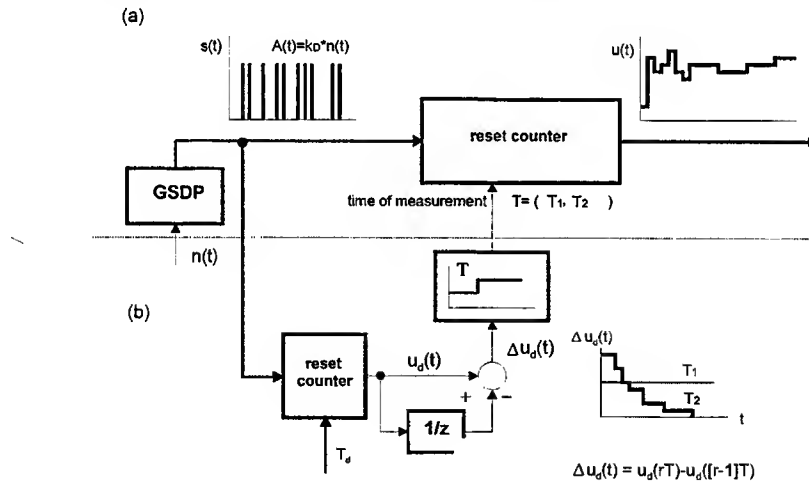 (a)
s(t)
A(t)=kD*n(t)
u(t)
reset counter
GSDP
time of measurement T= ( T1, T2 )
n(t)
T
(b)
Δud(t)
reset
counter
ud(t)
Δud(t)
T1
T2
t
+ −
1/z
Td
Δud(t) = ud(rT)-ud([r-1]T)